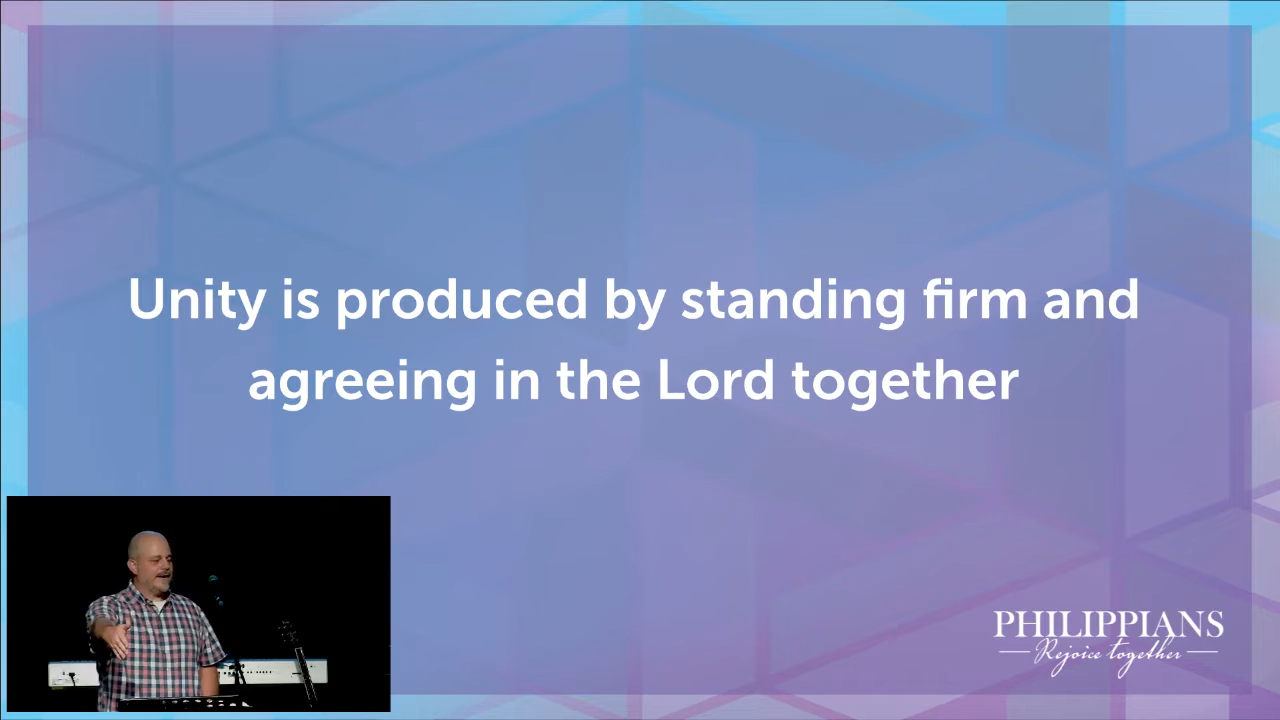 Unity is produced by standing firm and
agreeing in the Lord together
PHILIPPIANS
Rejoice together